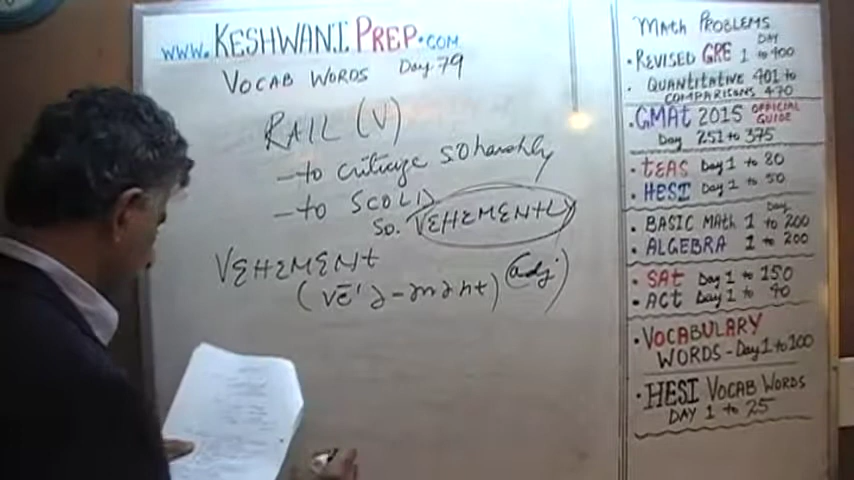 www.KESHWANIPREP.COM
VOCAB WORDS Day 79
RAIL (V)
- to criticize so harshly
- to SCOLD
SO. VEHEMENTLY
VEHEMENt
(vē'ə-mənt) (adj.)
MATH PROBLEMS
DAY
• REVISED GRE 1 to 400
• QUANTITATIVE 401 to
COMPARISONS 470
• GMAt 2015 OFFICIAL GUIDE
Day 251 to 375
• tEAS Day 1 to 80
• HESI Day 1 to 50
Day
• BASIC MAtH 1 to 200
• ALGEBRA 1 to 200
• SAt Day 1 to 150
• ACt Day 1 to 90
• VOCABULARY
WORDS - Day 1 to 100
• HESI VOCAB WORDS
DAY 1 to 25